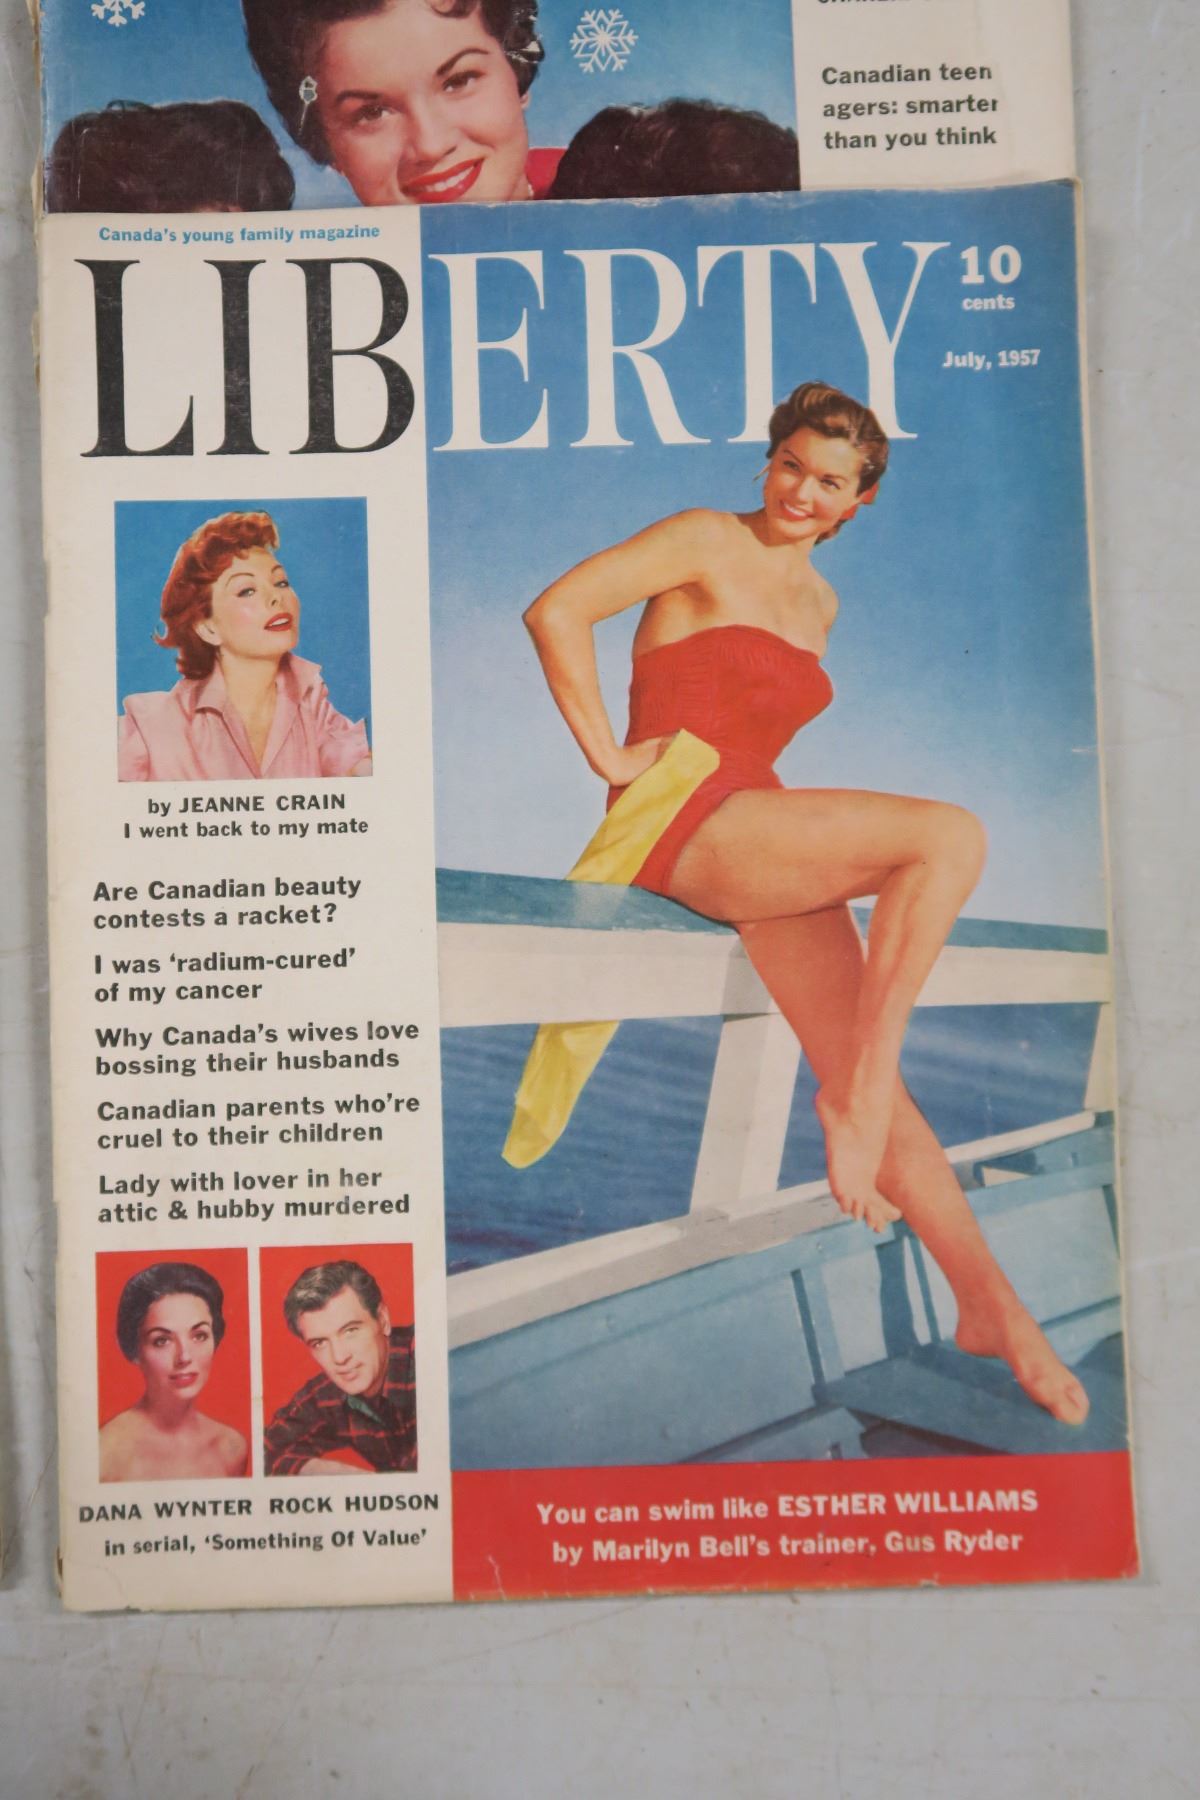 Canadian teen
agers: smarter
than you think
Canada's young family magazine
LIBERTY
10
cents
July, 1957
by JEANNE CRAIN
I went back to my mate
Are Canadian beauty
contests a racket?
I was 'radium-cured'
of my cancer
Why Canada's wives love
bossing their husbands
Canadian parents who're
cruel to their children
Lady with lover in her
attic & hubby murdered
DANA WYNTER ROCK HUDSON
in serial, 'Something Of Value'
You can swim like ESTHER WILLIAMS
by Marilyn Bell's trainer, Gus Ryder